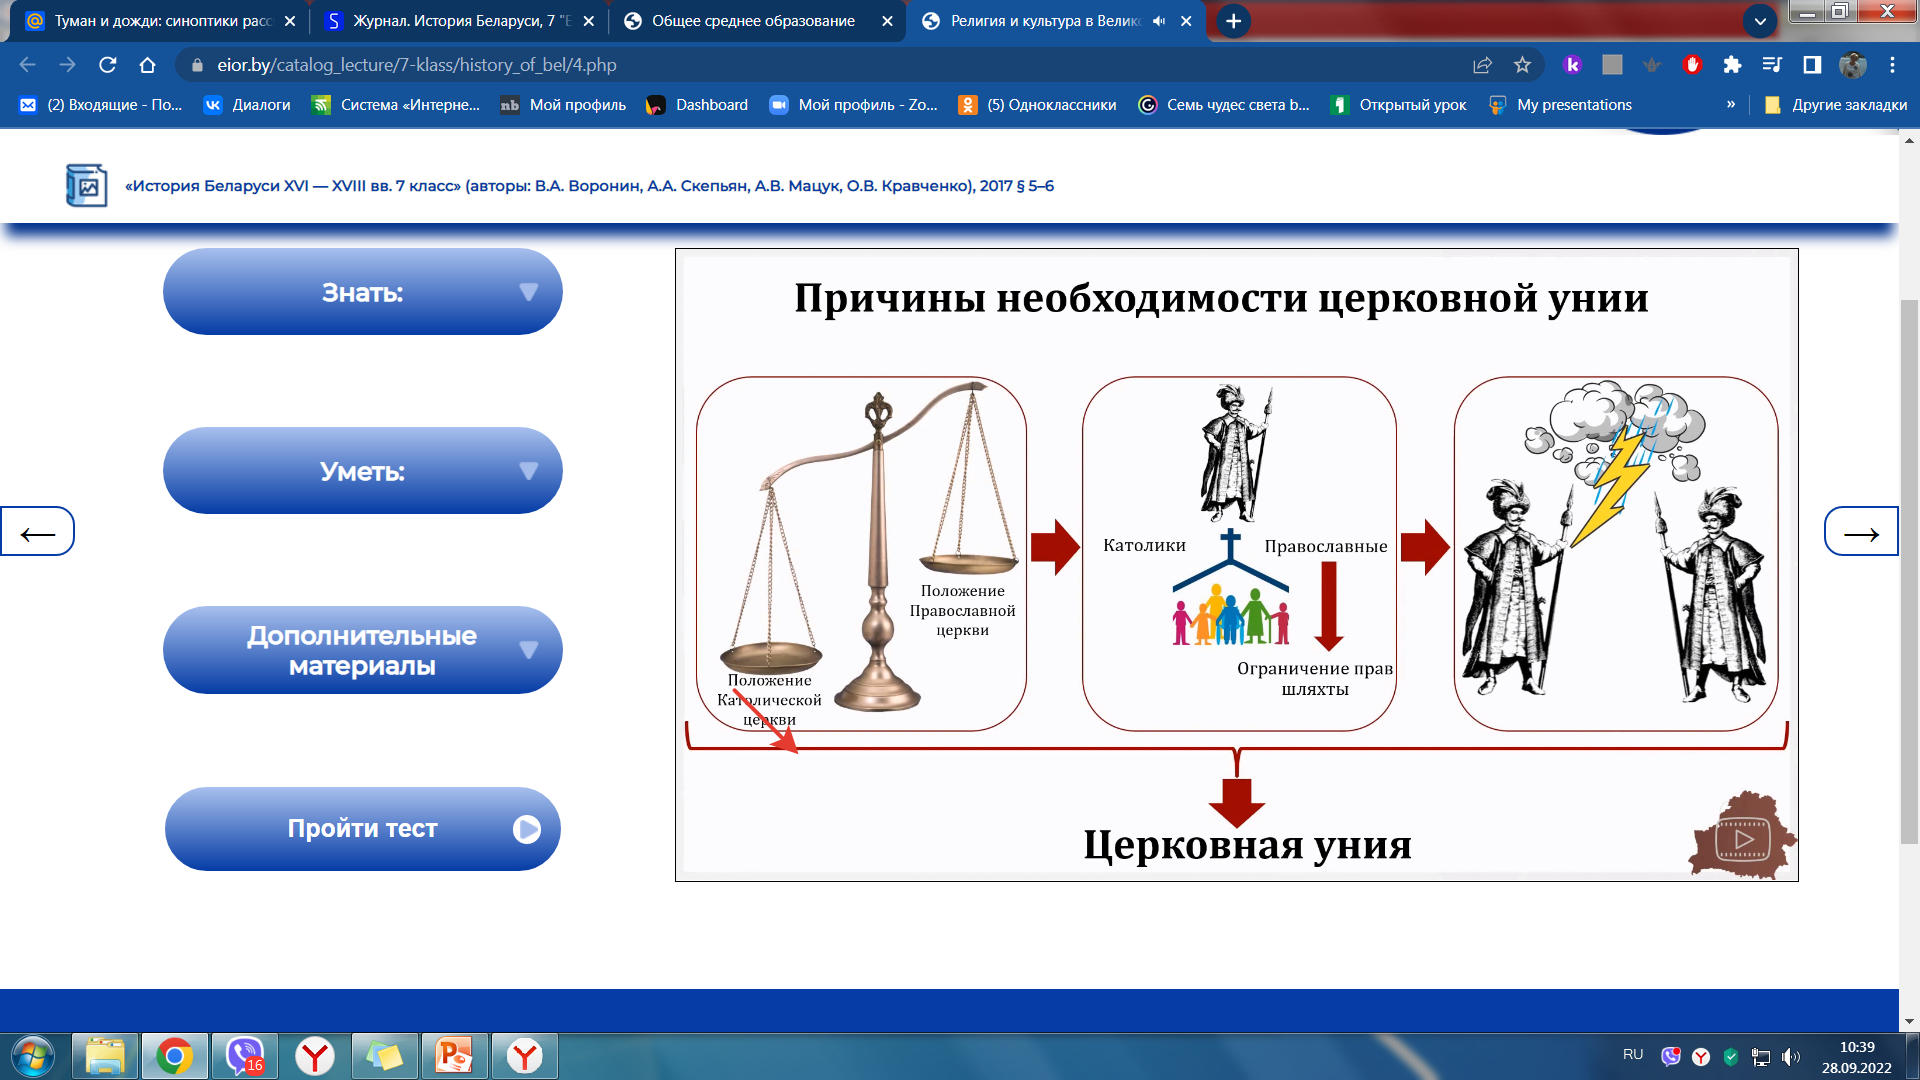 Туман и дожди: синоптики расс
Журнал. История Беларуси, 7 "Е
Общее среднее образование
Религия и культура в Велико
eior.by/catalog_lecture/7-klass/history_of_bel/4.php
(2) Входящие - По...
Диалоги
Система «Интерне...
Мой профиль
Dashboard
Мой профиль - Zo...
(5) Одноклассники
Семь чудес света b...
Открытый урок
My presentations
»
Другие закладки
«История Беларуси XVI — XVIII вв. 7 класс» (авторы: В.А. Воронин, А.А. Скепьян, А.В. Мацук, О.В. Кравченко), 2017 § 5–6
Знать:
Уметь:
Дополнительные
материалы
Пройти тест
Причины необходимости церковной унии
Положение
Православной
церкви
Положение
Католической
церкви
Католики
Православные
Ограничение прав
шляхты
Церковная уния
16
RU
10:39
28.09.2022